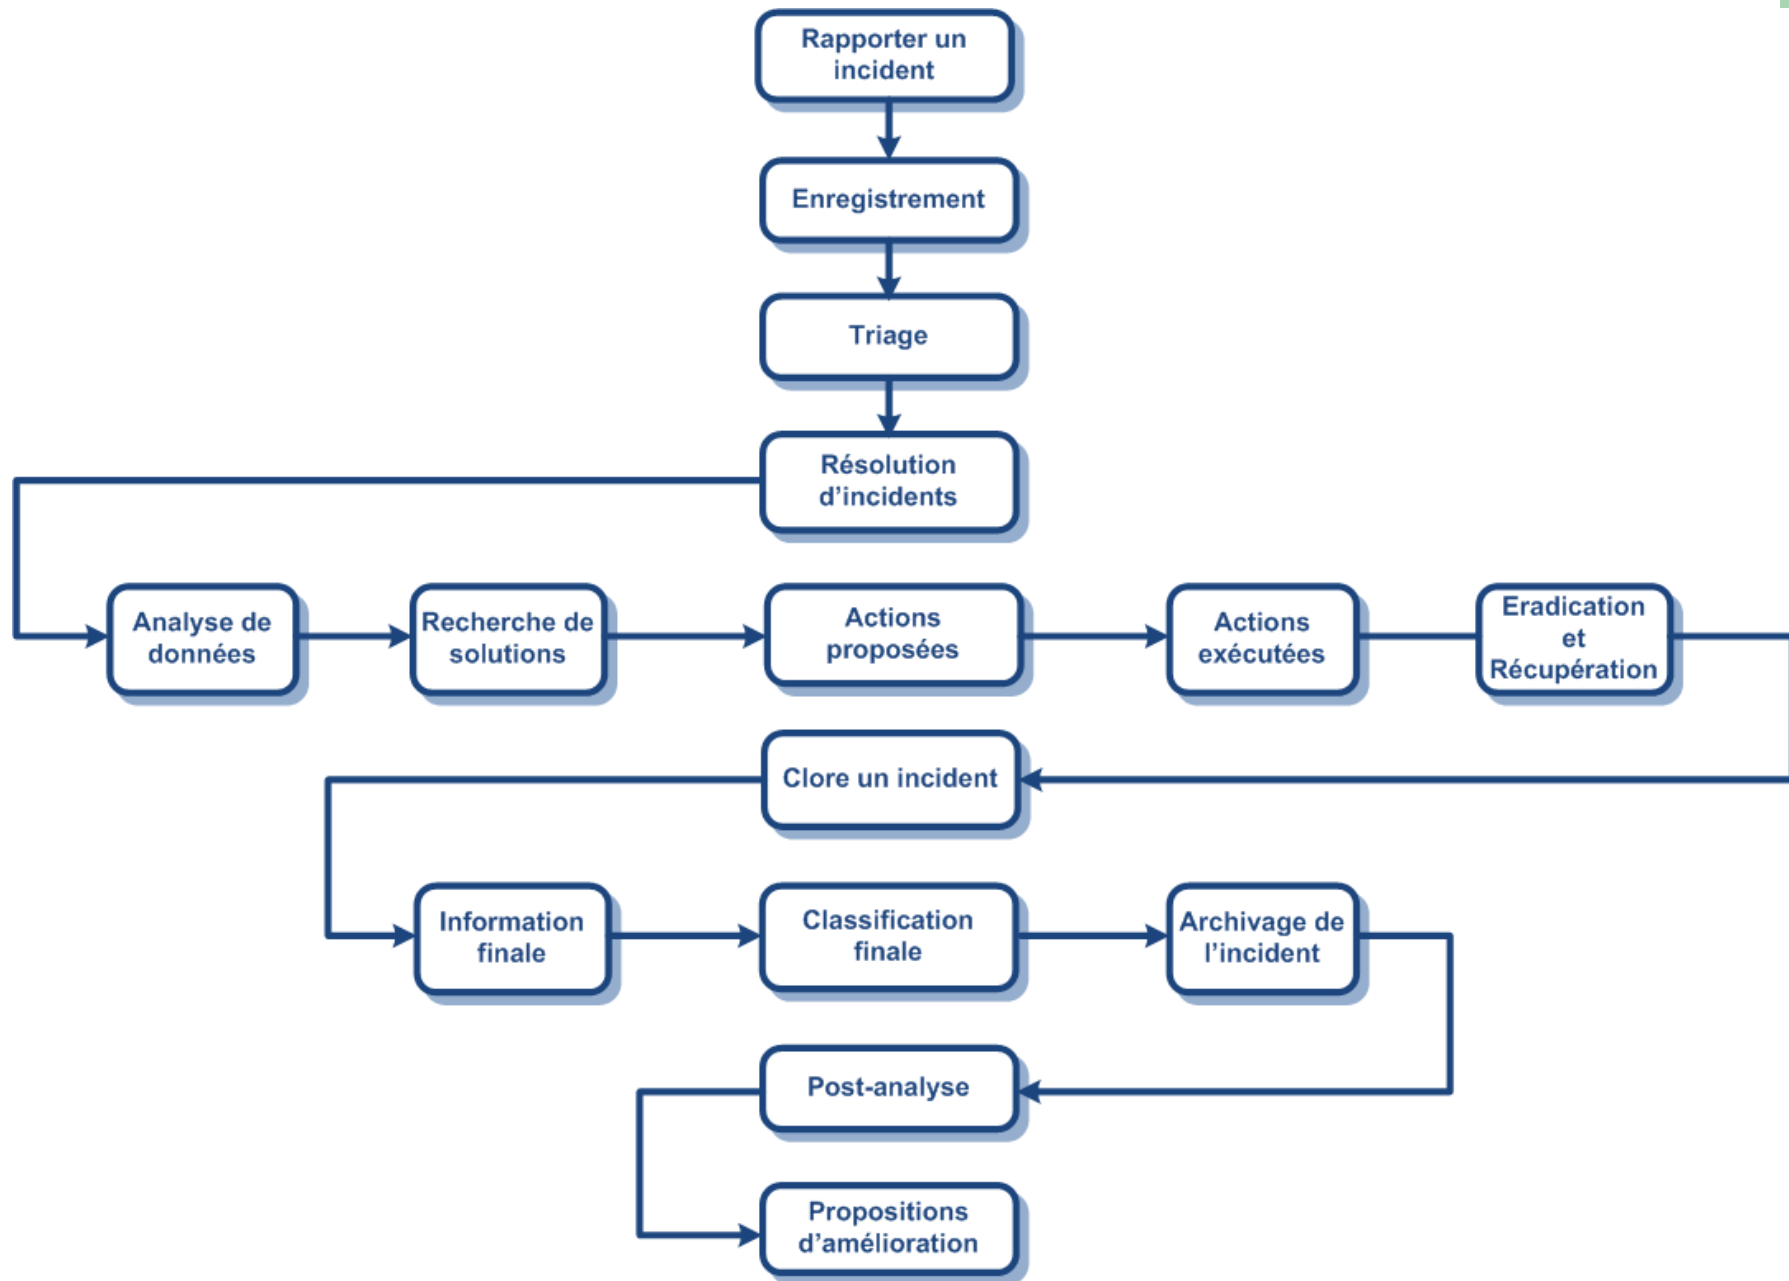 Rapporter un
incident
Enregistrement
Triage
Résolution
d’incidents
Analyse de
données
Recherche de
solutions
Actions
proposées
Actions
exécutées
Eradication
et
Récupération
Clore un incident
Information
finale
Classification
finale
Archivage de
l’incident
Post-analyse
Propositions
d’amélioration